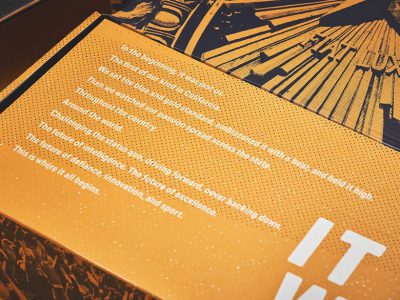 FIAT LUX
In the beginning, it was just us.
The first of our kind in California.
We set the blue and gold standard, emblazoned it with a bear, and held it high.
Then we watched our passion spread across the state.
Throughout the country.
Around the world.
Challenging the status quo, driving forward, never backing down.
The future of intelligence. The future of excellence.
The future of defiance, innovation, and sport.
This is where it all begins.
IT
W